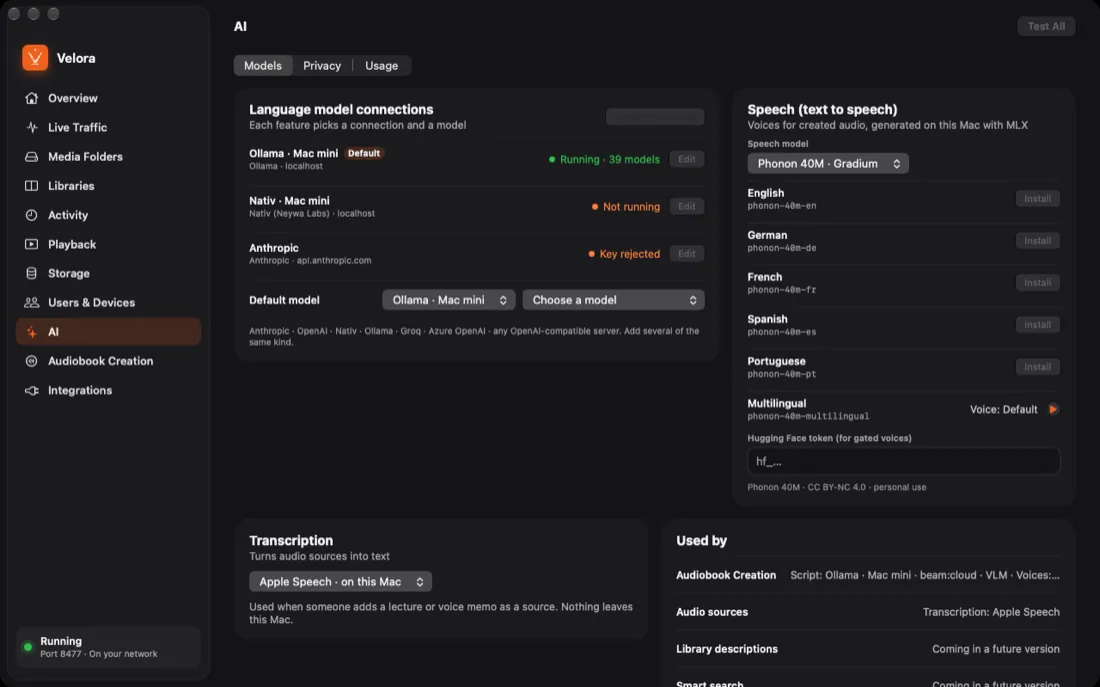 Velora
Overview
Live Traffic
Media Folders
Libraries
Activity
Playback
Storage
Users & Devices
AI
Audiobook Creation
Integrations
Running
Port 8477 · On your network
AI
Test All
Models
Privacy
Usage
Language model connections
Each feature picks a connection and a model
Ollama · Mac mini Default
Ollama · localhost
Running · 39 models Edit
Nativ · Mac mini
Nativ (Neywa Labs) · localhost
Not running Edit
Anthropic
Anthropic · api.anthropic.com
Key rejected Edit
Default model Ollama · Mac mini Choose a model
Anthropic · OpenAI · Nativ · Ollama · Groq · Azure OpenAI · any OpenAI-compatible server. Add several of the
same kind.
Speech (text to speech)
Voices for created audio, generated on this Mac with MLX
Speech model
Phonon 40M · Gradium
English
phonon-40m-en
Install
German
phonon-40m-de
Install
French
phonon-40m-fr
Install
Spanish
phonon-40m-es
Install
Portuguese
phonon-40m-pt
Install
Multilingual
phonon-40m-multilingual
Voice: Default
Hugging Face token (for gated voices)
hf_...
Phonon 40M · CC BY-NC 4.0 · personal use
Transcription
Turns audio sources into text
Apple Speech · on this Mac
Used when someone adds a lecture or voice memo as a source. Nothing leaves
this Mac.
Used by
Audiobook Creation Script: Ollama · Mac mini · beam:cloud · VLM · Voices:...
Audio sources Transcription: Apple Speech
Library descriptions Coming in a future version
Smart search Coming in a future version